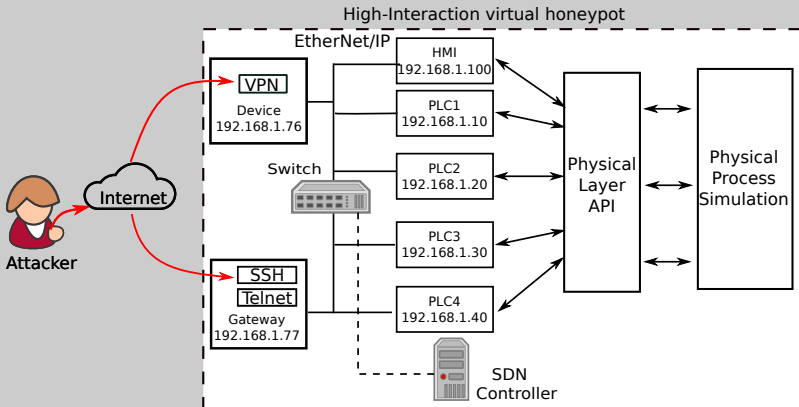 High-Interaction virtual honeypot
EtherNet/IP
VPN
Device
192.168.1.76
HMI
192.168.1.100
PLC1
192.168.1.10
Switch
PLC2
192.168.1.20
Physical
Layer
API
Physical
Process
Simulation
Internet
Attacker
PLC3
192.168.1.30
SSH
Telnet
Gateway
192.168.1.77
PLC4
192.168.1.40
SDN
Controller